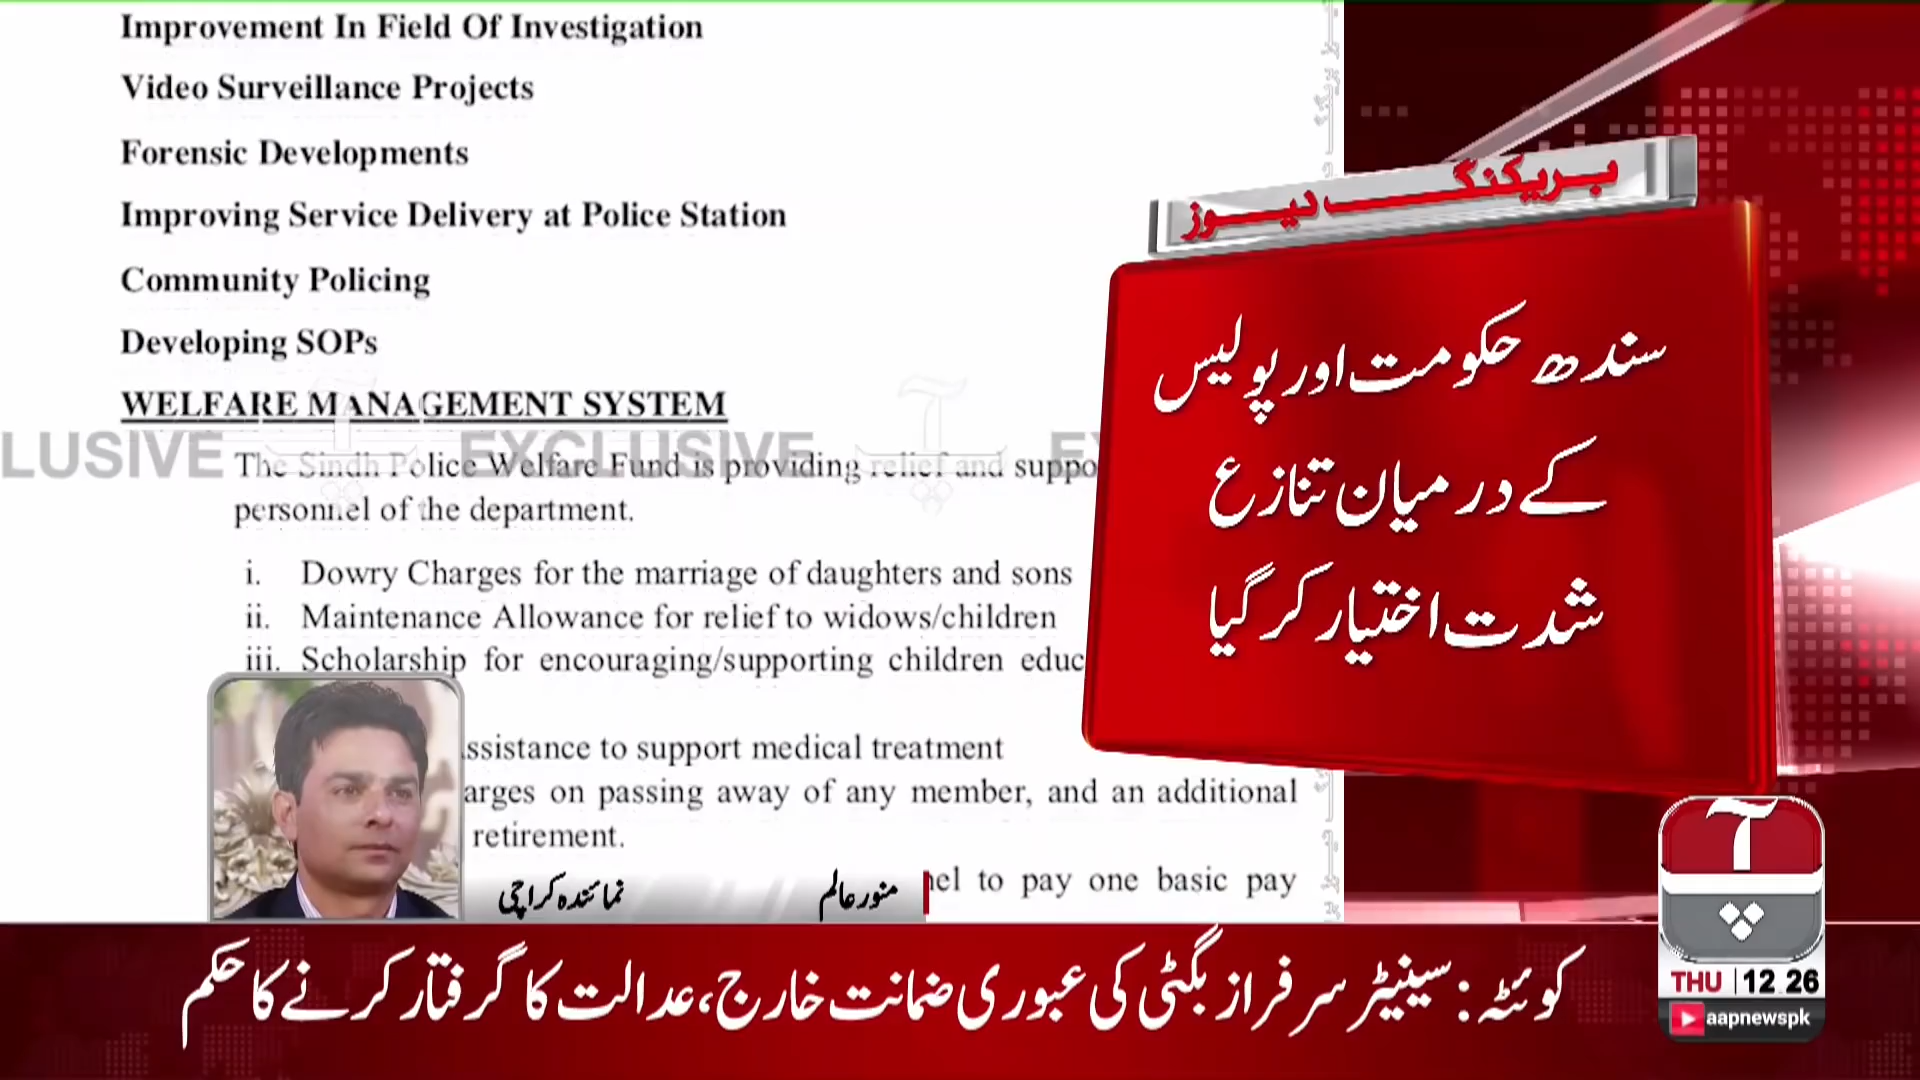 Improvement In Field Of Investigation
Video Surveillance Projects
Forensic Developments
Improving Service Delivery at Police Station
Community Policing
Developing SOPs
WELFARE MANAGEMENT SYSTEM
LUSIVE EXCLUSIVE
The Sindh Police Welfare Fund is providing relief and suppo
personnel of the department.
i. Dowry Charges for the marriage of daughters and sons
ii. Maintenance Allowance for relief to widows/children
iii. Scholarship for encouraging/supporting children educ
ssistance to support medical treatment
arges on passing away of any member, and an additional
retirement.
nel to pay one basic pay
بریکنگ نیوز
سندھ حکومت اور پولیس
کے درمیان تنازع
شدت اختیار کر گیا
منور عالم
نمائندہ کراچی
کوئٹہ: سینیٹر سرفراز بگٹی کی عبوری ضمانت خارج، عدالت کا گرفتار کرنے کا حکم
آپ
THU 12 26
aapnewspk